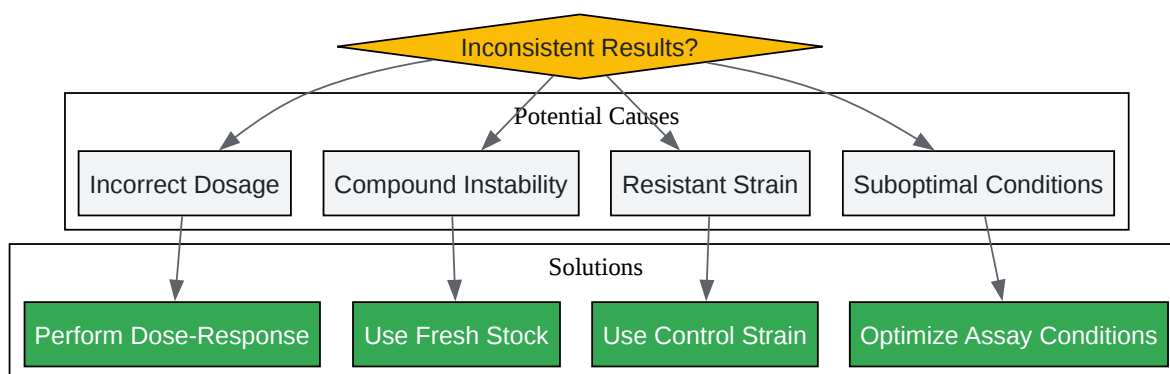 Inconsistent Results?
Potential Causes
Incorrect Dosage
Compound Instability
Resistant Strain
Suboptimal Conditions
Solutions
Perform Dose-Response
Use Fresh Stock
Use Control Strain
Optimize Assay Conditions